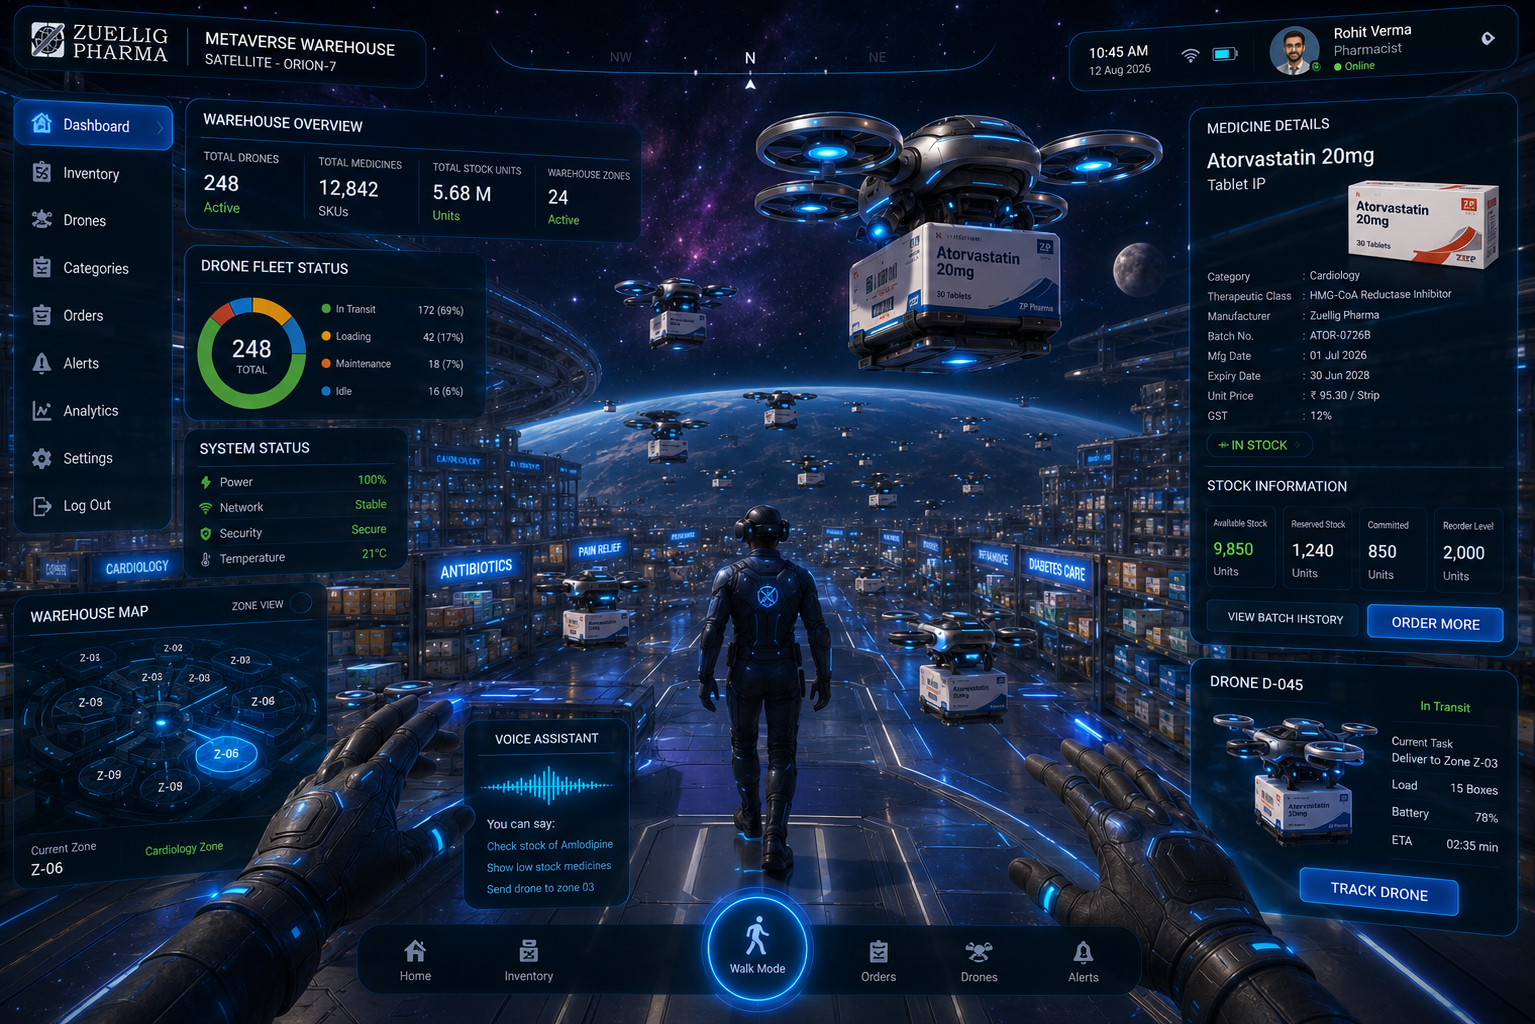 ZUELLIG
PHARMA
METAVERSE WAREHOUSE
SATELLITE - ORION-7
NW
N
NE
10:45 AM
12 Aug 2026
Rohit Verma
Pharmacist
Online
Dashboard
Inventory
Drones
Categories
Orders
Alerts
Analytics
Settings
Log Out
WAREHOUSE OVERVIEW
TOTAL DRONES
248
Active
TOTAL MEDICINES
12,842
SKUs
TOTAL STOCK UNITS
5.68 M
Units
WAREHOUSE ZONES
24
Active
DRONE FLEET STATUS
248
TOTAL
In Transit 172 (69%)
Loading 42 (17%)
Maintenance 18 (7%)
Idle 16 (6%)
SYSTEM STATUS
Power 100%
Network Stable
Security Secure
Temperature 21°C
CARDIOLOGY
ANTIBIOTICS
PAIN RELIEF
DIABETES CARE
Atorvastatin
20mg
30 Tablets
ZP
ZP Pharma
WAREHOUSE MAP
ZONE VIEW
Z-03
Z-02
Z-03
Z-03
Z-03
Z-03
Z-06
Z-06
Z-09
Z-09
Current Zone
Z-06
Cardiology Zone
VOICE ASSISTANT
You can say:
Check stock of Amlodipine
Show low stock medicines
Send drone to zone 03
MEDICINE DETAILS
Atorvastatin 20mg
Tablet IP
Atorvastatin
20mg
30 Tablets
ZP
Category : Cardiology
Therapeutic Class : HMG-CoA Reductase Inhibitor
Manufacturer : Zuellig Pharma
Batch No. : ATOR-0726B
Mfg Date : 01 Jul 2026
Expiry Date : 30 Jun 2028
Unit Price : ₹ 95.30 / Strip
GST : 12%
IN STOCK
STOCK INFORMATION
Available Stock
9,850
Units
Reserved Stock
1,240
Units
Committed
850
Units
Reorder Level
2,000
Units
VIEW BATCH IHSTORY
ORDER MORE
DRONE D-045
In Transit
Current Task
Deliver to Zone Z-03
Load 15 Boxes
Battery 78%
ETA 02:35 min
TRACK DRONE
Home
Inventory
Walk Mode
Orders
Drones
Alerts